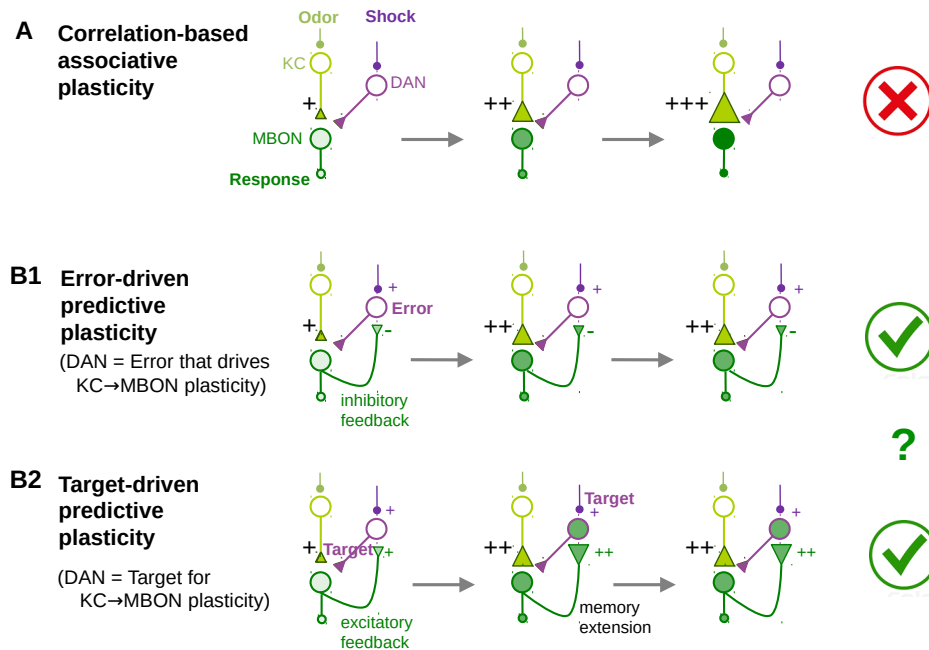 A
Correlation-based
associative
plasticity
Odor
Shock
KC
DAN
+
MBON
Response
++
+++
B1
Error-driven
predictive
plasticity
(DAN = Error that drives
KC→MBON plasticity)
+
Error
+
-
inhibitory
feedback
+
++
-
+
++
-
?
B2
Target-driven
predictive
plasticity
(DAN = Target for
KC→MBON plasticity)
+
+
Target
+
excitatory
feedback
Target
+
++
++
memory
extension
+
++
++